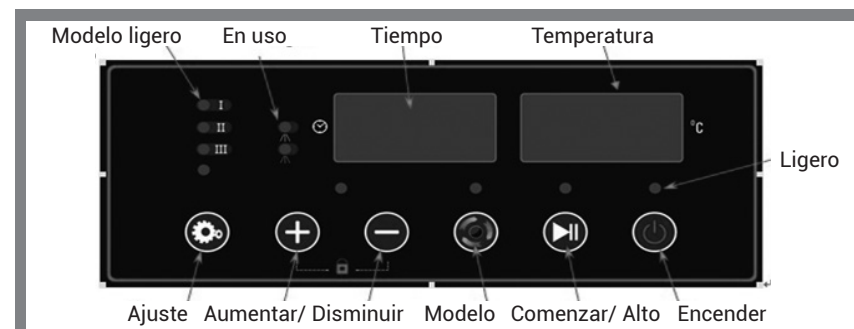 Modelo ligero En uso Tiempo Temperatura
I
II
°C
III
Ligero
Ajuste Aumentar/ Disminuir Modelo Comenzar/ Alto Encender